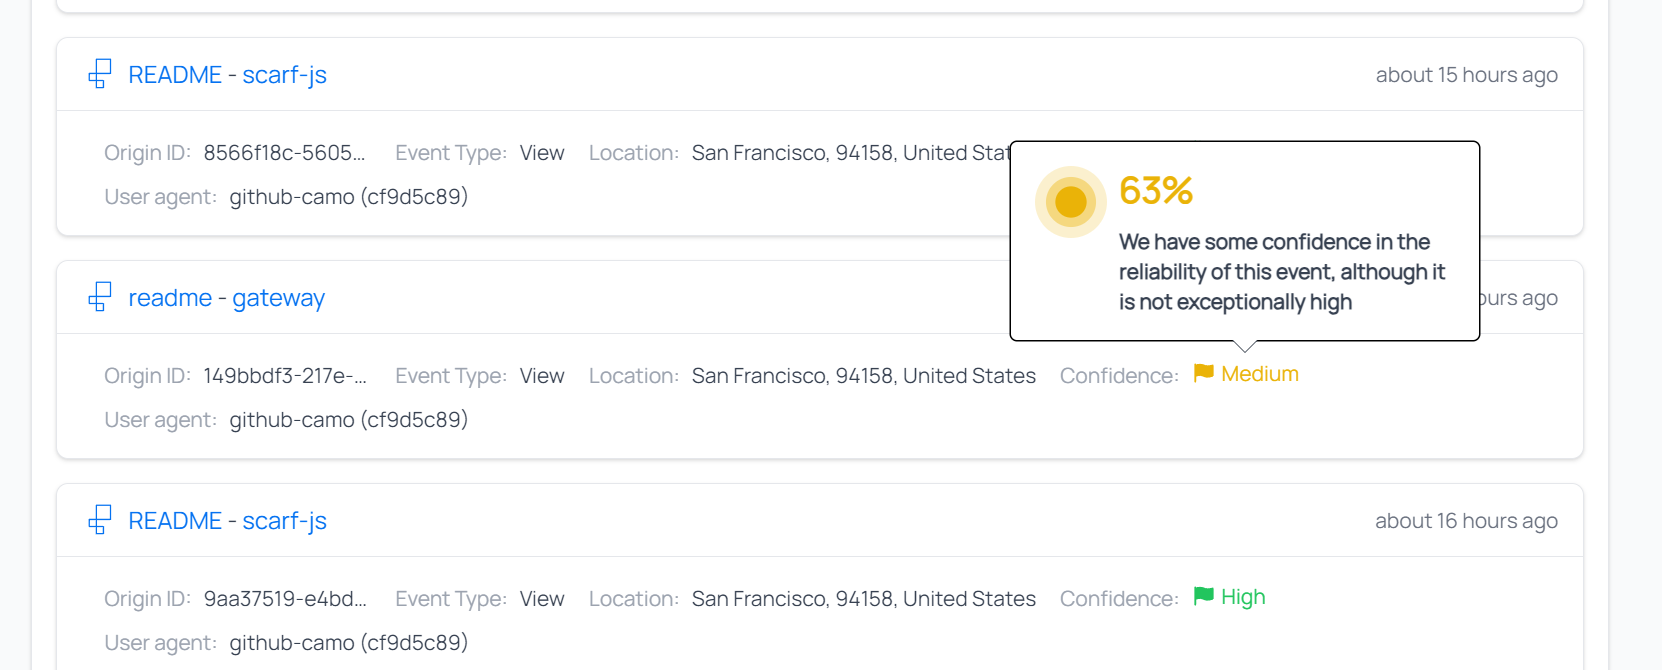 README - scarf-js
about 15 hours ago
Origin ID: 8566f18c-5605... Event Type: View Location: San Francisco, 94158, United
User agent: github-camo (cf9d5c89)
63%
We have some confidence in the
reliability of this event, although it
is not exceptionally high
readme - gateway
ago
Origin ID: 149bbdf3-217e-... Event Type: View Location: San Francisco, 94158, United States Confidence: Medium
User agent: github-camo (cf9d5c89)
README - scarf-js
about 16 hours ago
Origin ID: 9aa37519-e4bd... Event Type: View Location: San Francisco, 94158, United States Confidence: High
User agent: github-camo (cf9d5c89)